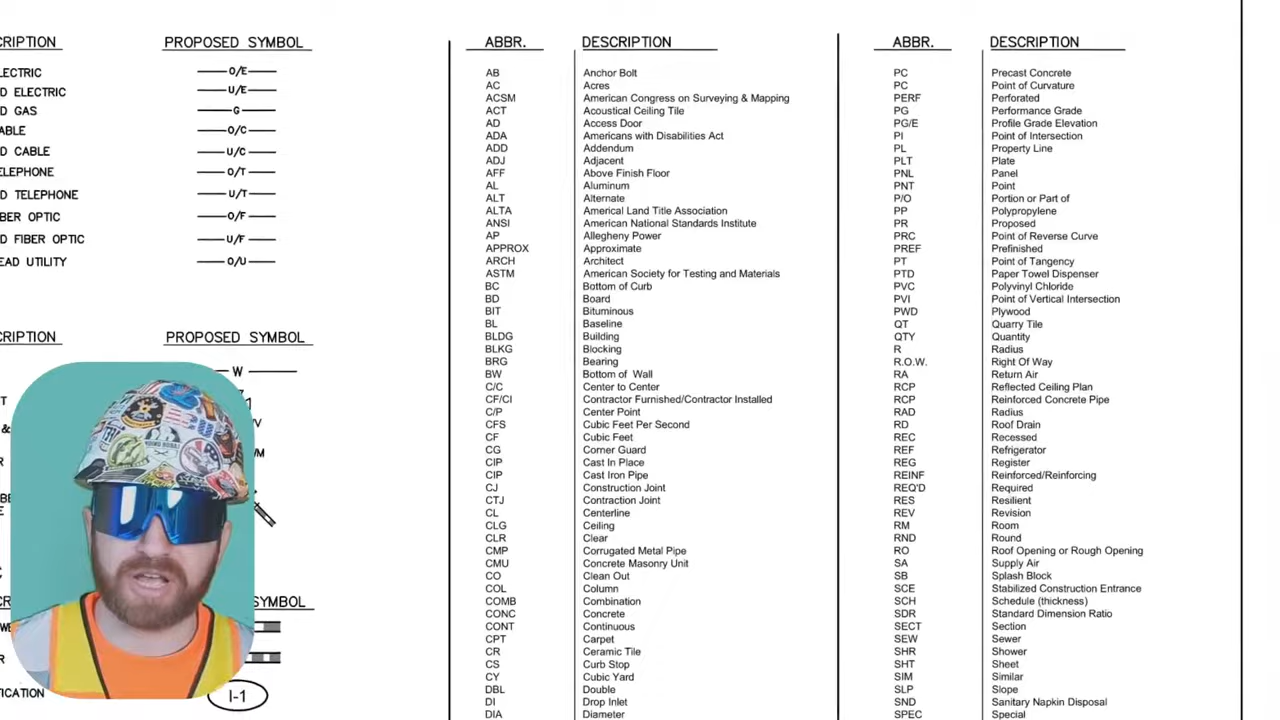 CRIPTION PROPOSED SYMBOL
LECTRIC O/E
D ELECTRIC U/E
D GAS G
ABLE O/C
D CABLE U/C
ELEPHONE O/T
D TELEPHONE U/T
BER OPTIC O/F
D FIBER OPTIC U/F
EAD UTILITY O/U
CRIPTION PROPOSED SYMBOL
W
SYMBOL
ICATION I-1
ABBR. DESCRIPTION
AB Anchor Bolt
AC Acres
ACSM American Congress on Surveying & Mapping
ACT Acoustical Ceiling Tile
AD Access Door
ADA Americans with Disabilities Act
ADD Addendum
ADJ Adjacent
AFF Above Finish Floor
AL Aluminum
ALT Alternate
ALTA Americal Land Title Association
ANSI American National Standards Institute
AP Allegheny Power
APPROX Approximate
ARCH Architect
ASTM American Society for Testing and Materials
BC Bottom of Curb
BD Board
BIT Bituminous
BL Baseline
BLDG Building
BLKG Blocking
BRG Bearing
BW Bottom of Wall
C/C Center to Center
CF/CI Contractor Furnished/Contractor Installed
C/P Center Point
CFS Cubic Feet Per Second
CF Cubic Feet
CG Corner Guard
CIP Cast In Place
CIP Cast Iron Pipe
CJ Construction Joint
CTJ Contraction Joint
CL Centerline
CLG Ceiling
CLR Clear
CMP Corrugated Metal Pipe
CMU Concrete Masonry Unit
CO Clean Out
COL Column
COMB Combination
CONC Concrete
CONT Continuous
CPT Carpet
CR Ceramic Tile
CS Curb Stop
CY Cubic Yard
DBL Double
DI Drop Inlet
DIA Diameter
ABBR. DESCRIPTION
PC Precast Concrete
PC Point of Curvature
PERF Perforated
PG Performance Grade
PG/E Profile Grade Elevation
PI Point of Intersection
PL Property Line
PLT Plate
PNL Panel
PNT Point
P/O Portion or Part of
PP Polypropylene
PR Proposed
PRC Point of Reverse Curve
PREF Prefinished
PT Point of Tangency
PTD Paper Towel Dispenser
PVC Polyvinyl Chloride
PVI Point of Vertical Intersection
PWD Plywood
QT Quarry Tile
QTY Quantity
R Radius
R.O.W. Right Of Way
RA Return Air
RCP Reflected Ceiling Plan
RCP Reinforced Concrete Pipe
RAD Radius
RD Roof Drain
REC Recessed
REF Refrigerator
REG Register
REINF Reinforced/Reinforcing
REQ'D Required
RES Resilient
REV Revision
RM Room
RND Round
RO Roof Opening or Rough Opening
SA Supply Air
SB Splash Block
SCE Stabilized Construction Entrance
SCH Schedule (thickness)
SDR Standard Dimension Ratio
SECT Section
SEW Sewer
SHR Shower
SHT Sheet
SIM Similar
SLP Slope
SND Sanitary Napkin Disposal
SPEC Special